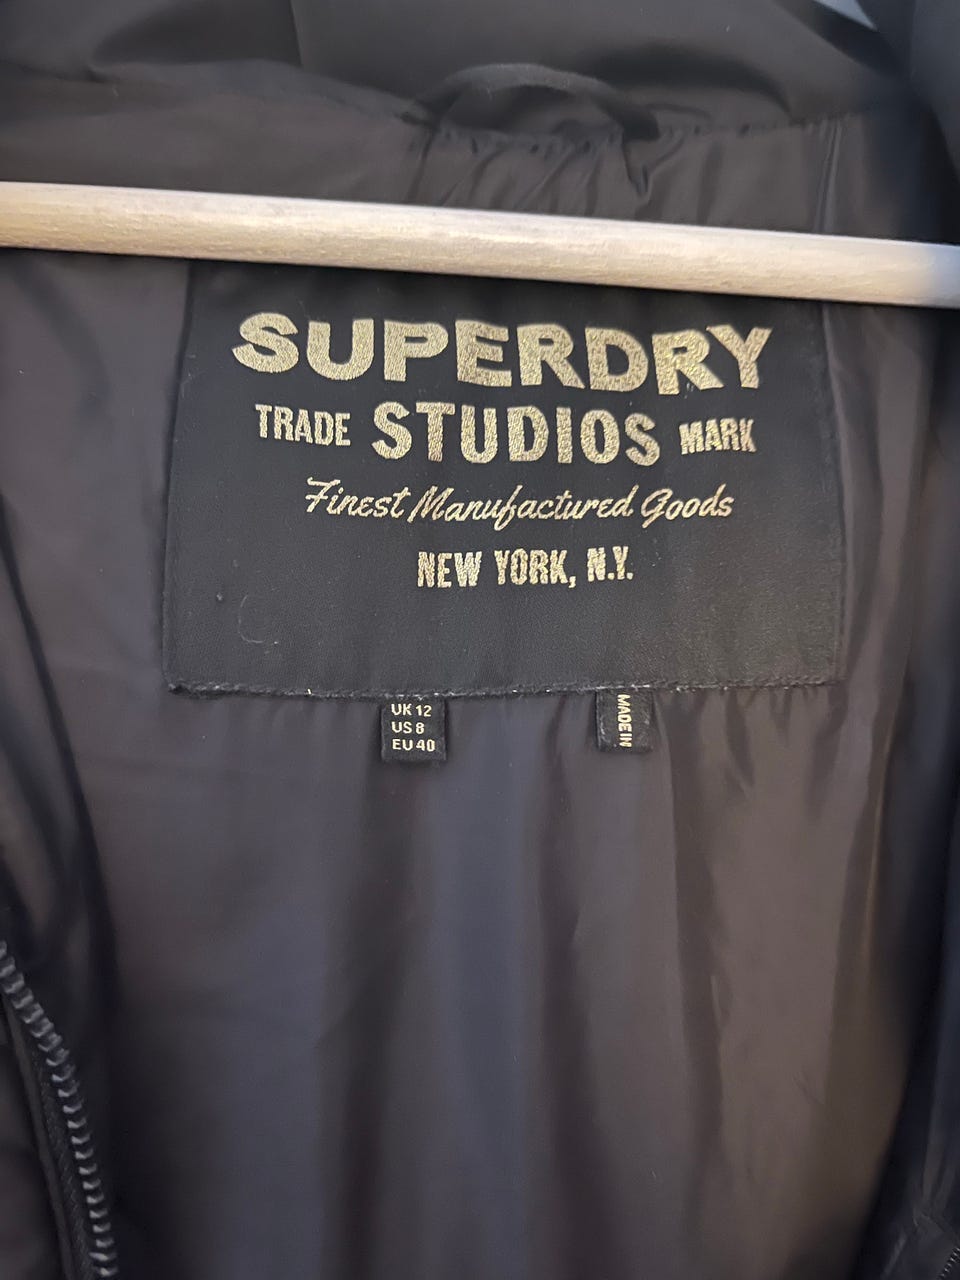 SUPERDRY
TRADE STUDIOS MARK
Finest Manufactured Goods
NEW YORK, N.Y.
UK 12
US 8
EU 40
MADE IN